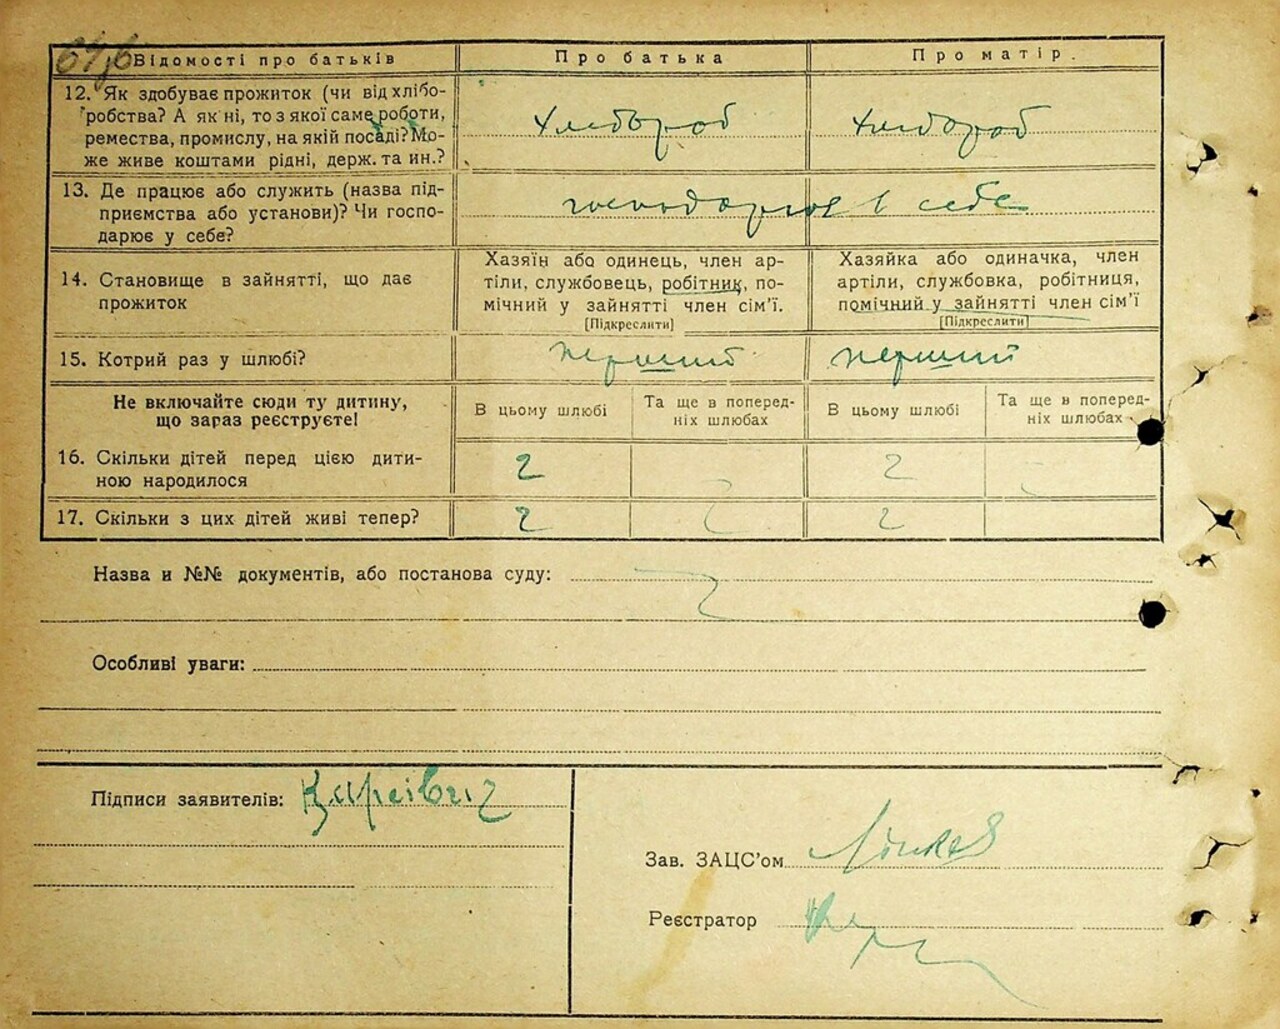 Відомості про батьків
Про батька
Про матір.
12. Як здобуває прожиток (чи від хлібо-
робства? А як ні, то з якої саме роботи,
ремества, промислу, на якій посаді? Мо-
же живе коштами рідні, держ. та ин.?
хлібороб
хлібороб
13. Де працює або служить (назва під-
приємства або установи)? Чи госпо-
дарює у себе?
господарює в себе
14. Становище в зайнятті, що дає
прожиток
Хазяїн або одинець, член ар-
тіли, службовець, робітник, по-
мічний у зайнятті член сім'ї.
[Підкреслити]
Хазяйка або одиначка, член
артіли, службовка, робітниця,
помічний у зайнятті член сім'ї
[Підкреслити]
15. Котрий раз у шлюбі?
перший
перший
Не включайте сюди ту дитину,
що зараз реєструєте!
В цьому шлюбі
Та ще в поперед-
ніх шлюбах
В цьому шлюбі
Та ще в поперед-
ніх шлюбах
16. Скільки дітей перед цією дити-
ною народилося
2
2
17. Скільки з цих дітей живі тепер?
2
2
Назва и №№ документів, або постанова суду:
Особливі уваги:
Підписи заявителів:
Зав. ЗАЦС'ом
Реєстратор